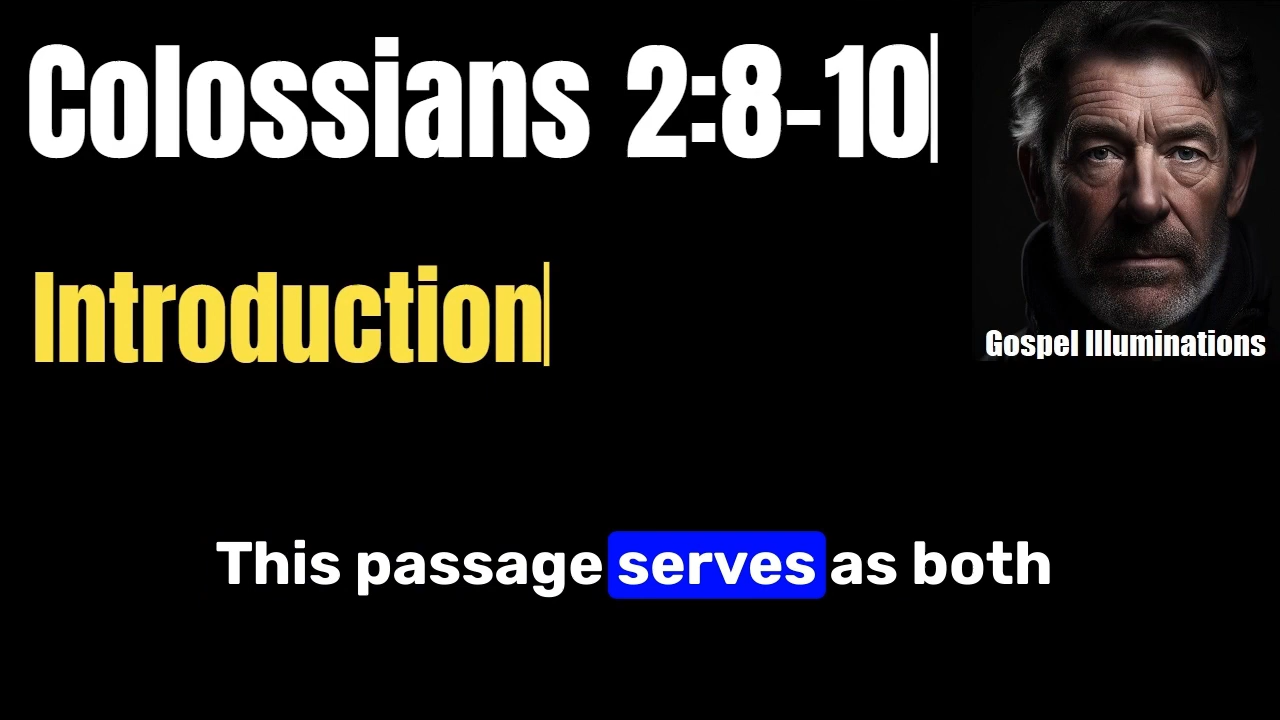 Colossians 2:8-10
Introduction
Gospel Illuminations
This passage serves as both